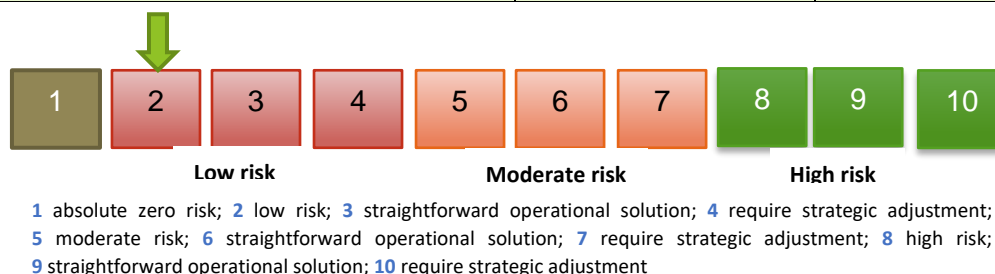 1 2 3 4 5 6 7 8 9 10
Low risk Moderate risk High risk
1 absolute zero risk; 2 low risk; 3 straightforward operational solution; 4 require strategic adjustment;
5 moderate risk; 6 straightforward operational solution; 7 require strategic adjustment; 8 high risk;
9 straightforward operational solution; 10 require strategic adjustment